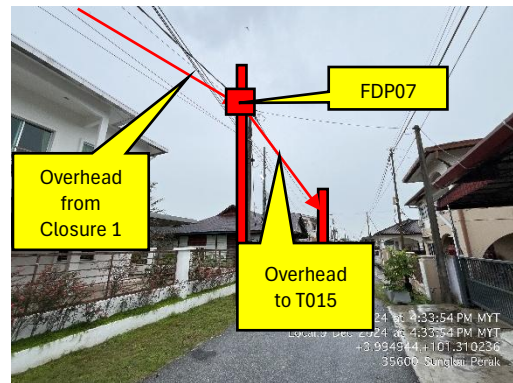 FDP07
Overhead
from
Closure 1
Overhead
to T015
24 at 4:33:54 PM MYT
Local:9 Dec 2024 at 4:33:54 PM MYT
+3.994944,+101.310236
35600 Sungkai Perak